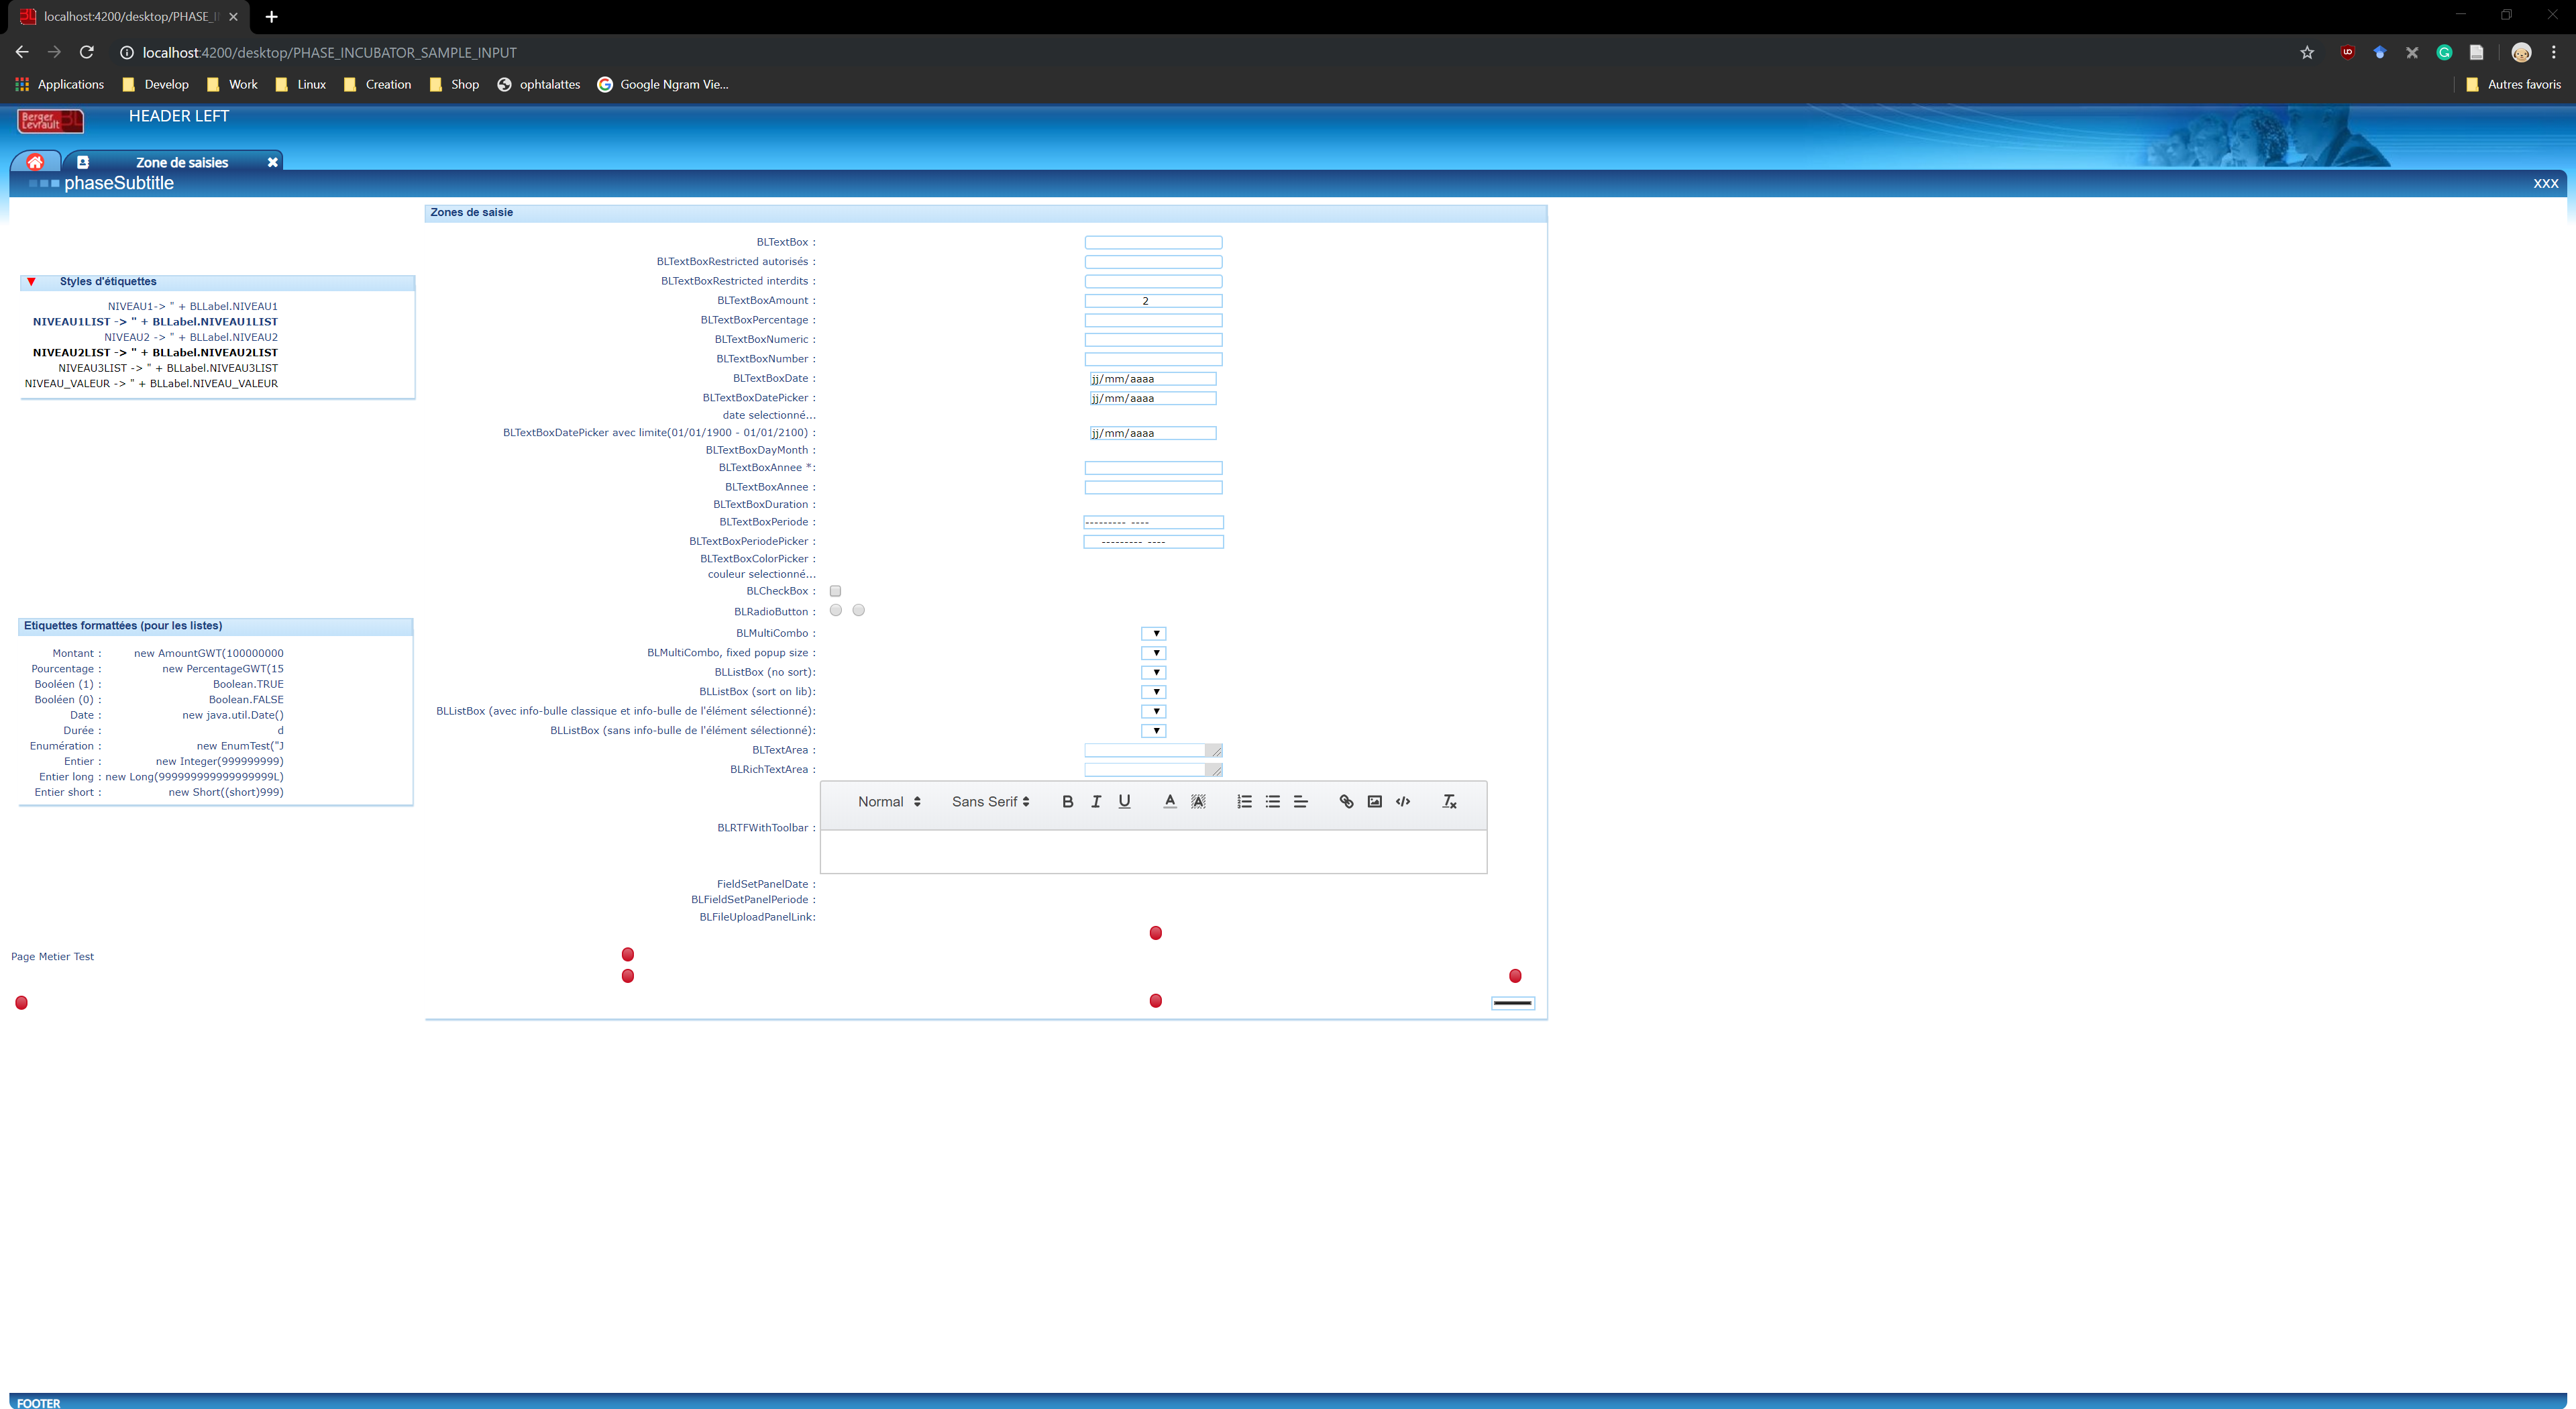 localhost:4200/desktop/PHASE_I
localhost:4200/desktop/PHASE_INCUBATOR_SAMPLE_INPUT
Applications Develop Work Linux Creation Shop ophtalattes Google Ngram Vie... Autres favoris
Berger Levrault BL
HEADER LEFT
Zone de saisies
phaseSubtitle
XXX
Styles d'étiquettes
NIVEAU1-> " + BLLabel.NIVEAU1
NIVEAU1LIST -> " + BLLabel.NIVEAU1LIST
NIVEAU2 -> " + BLLabel.NIVEAU2
NIVEAU2LIST -> " + BLLabel.NIVEAU2LIST
NIVEAU3LIST -> " + BLLabel.NIVEAU3LIST
NIVEAU_VALEUR -> " + BLLabel.NIVEAU_VALEUR
Etiquettes formattées (pour les listes)
Montant : new AmountGWT(100000000
Pourcentage : new PercentageGWT(15
Booléen (1) : Boolean.TRUE
Booléen (0) : Boolean.FALSE
Date : new java.util.Date()
Durée : d
Enumération : new EnumTest("J
Entier : new Integer(999999999)
Entier long : new Long(999999999999999999L)
Entier short : new Short((short)999)
Page Metier Test
Zones de saisie
BLTextBox :
BLTextBoxRestricted autorisés :
BLTextBoxRestricted interdits :
BLTextBoxAmount : 2
BLTextBoxPercentage :
BLTextBoxNumeric :
BLTextBoxNumber :
BLTextBoxDate : jj/mm/aaaa
BLTextBoxDatePicker : jj/mm/aaaa
date selectionné...
BLTextBoxDatePicker avec limite(01/01/1900 - 01/01/2100) : jj/mm/aaaa
BLTextBoxDayMonth :
BLTextBoxAnnee *:
BLTextBoxAnnee :
BLTextBoxDuration :
BLTextBoxPeriode : --------- ----
BLTextBoxPeriodePicker : --------- ----
BLTextBoxColorPicker :
couleur selectionné...
BLCheckBox :
BLRadioButton :
BLMultiCombo :
BLMultiCombo, fixed popup size :
BLListBox (no sort):
BLListBox (sort on lib):
BLListBox (avec info-bulle classique et info-bulle de l'élément sélectionné):
BLListBox (sans info-bulle de l'élément sélectionné):
BLTextArea :
BLRichTextArea :
Normal Sans Serif B I U A A
BLRTFWithToolbar :
FieldSetPanelDate :
BLFieldSetPanelPeriode :
BLFileUploadPanelLink:
FOOTER